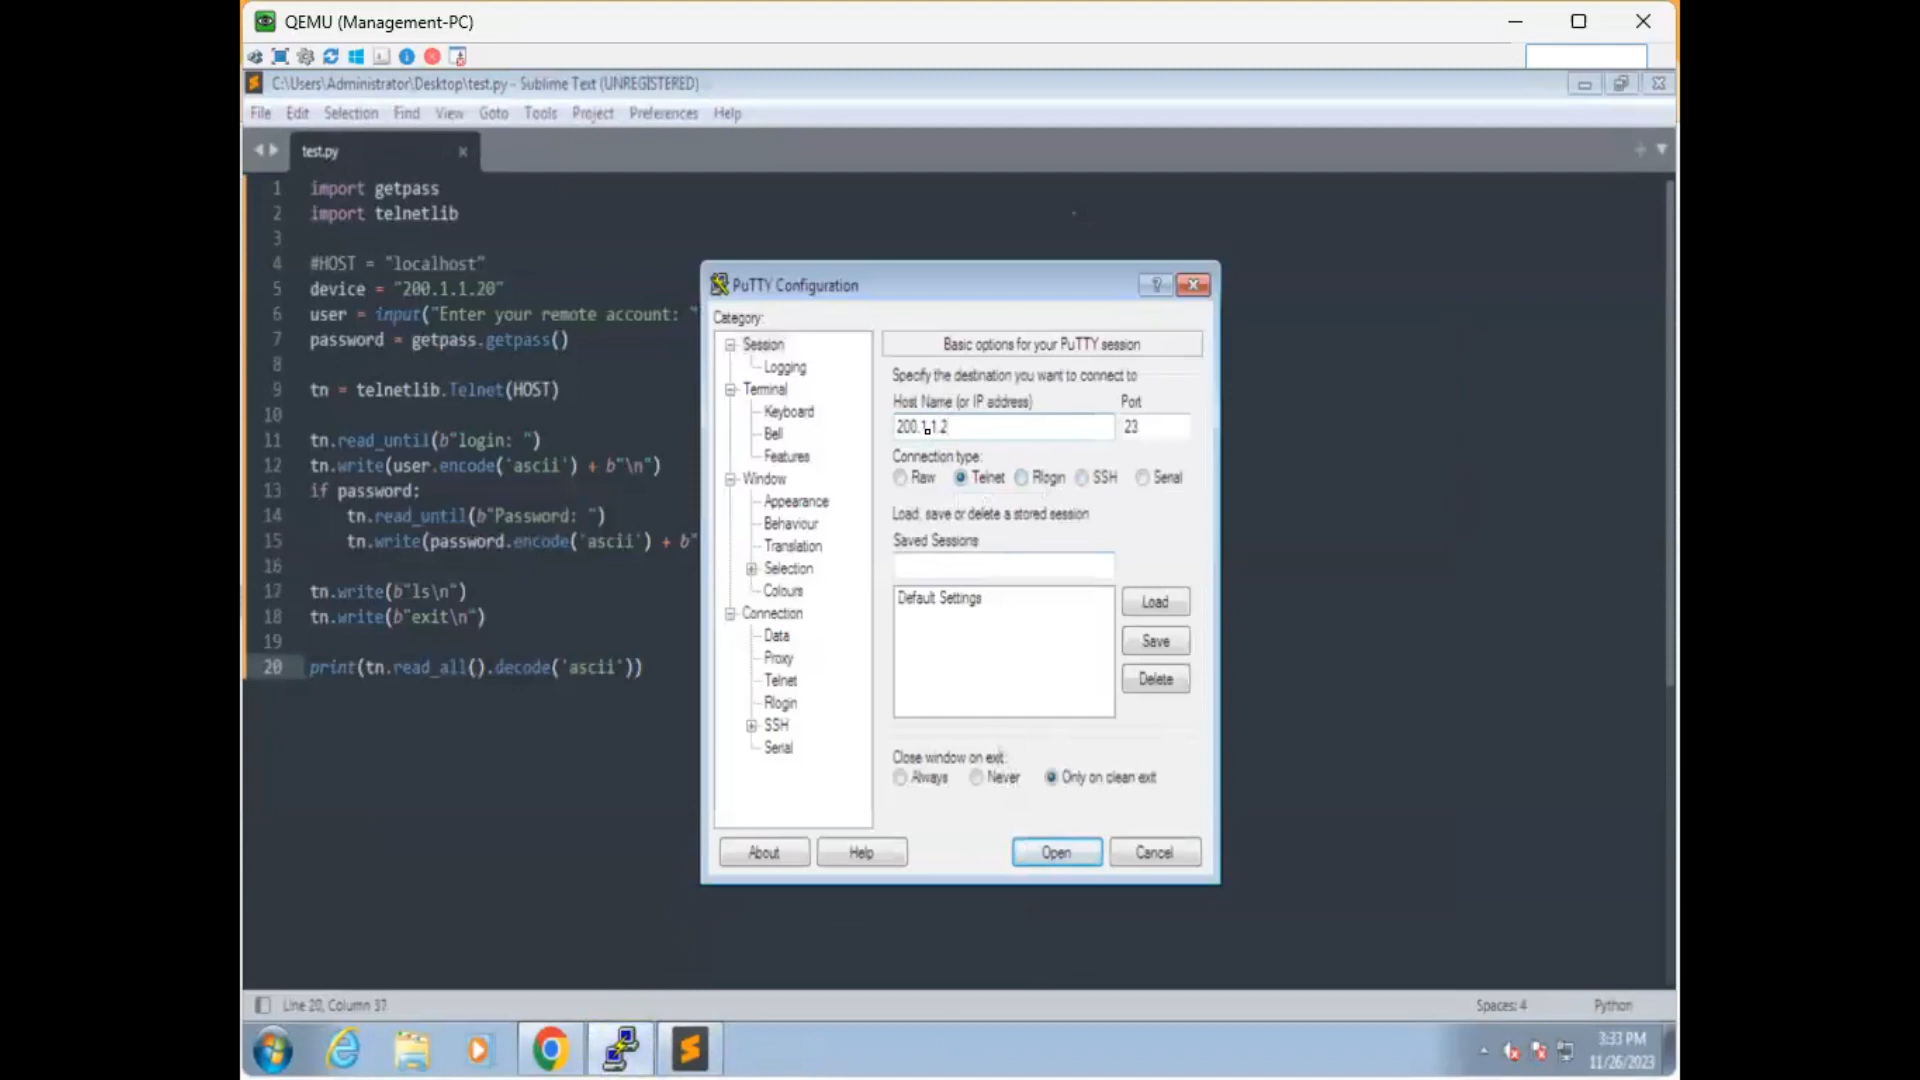 QEMU (Management-PC)
C:\Users\Administrator\Desktop\test.py - Sublime Text (UNREGISTERED)
File Edit Selection Find View Goto Tools Project Preferences Help
test.py
1 import getpass
2 import telnetlib
3
4 #HOST = "localhost"
5 device = "200.1.1.20"
6 user = input("Enter your remote account: "
7 password = getpass.getpass()
8
9 tn = telnetlib.Telnet(HOST)
10
11 tn.read_until(b"login: ")
12 tn.write(user.encode('ascii') + b"\n")
13 if password:
14 tn.read_until(b"Password: ")
15 tn.write(password.encode('ascii') + b"
16
17 tn.write(b"ls\n")
18 tn.write(b"exit\n")
19
20 print(tn.read_all().decode('ascii'))
PuTTY Configuration
Category:
Session
Logging
Terminal
Keyboard
Bell
Features
Window
Appearance
Behaviour
Translation
Selection
Colours
Connection
Data
Proxy
Telnet
Rlogin
SSH
Serial
Basic options for your PuTTY session
Specify the destination you want to connect to
Host Name (or IP address) Port
200.1.1.2 23
Connection type:
Raw Telnet Rlogin SSH Serial
Load, save or delete a stored session
Saved Sessions
Default Settings
Load
Save
Delete
Close window on exit:
Always Never Only on clean exit
About Help Open Cancel
Line 20, Column 37 Spaces: 4 Python
3:33 PM
11/26/2023